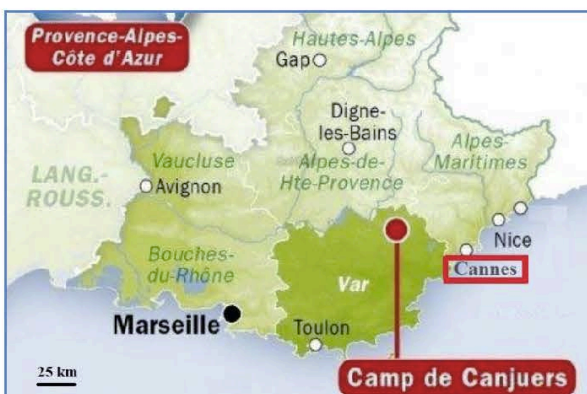 Provence-Alpes-
Côte d'Azur
Hautes-Alpes
Gap
Digne-
les-Bains
Alpes-
Maritimes
LANG.-
ROUSS.
Vaucluse
Avignon
Alpes-de-
Hte-Provence
Nice
Bouches-
du-Rhône
Cannes
Var
Marseille
Toulon
25 km
Camp de Canjuers